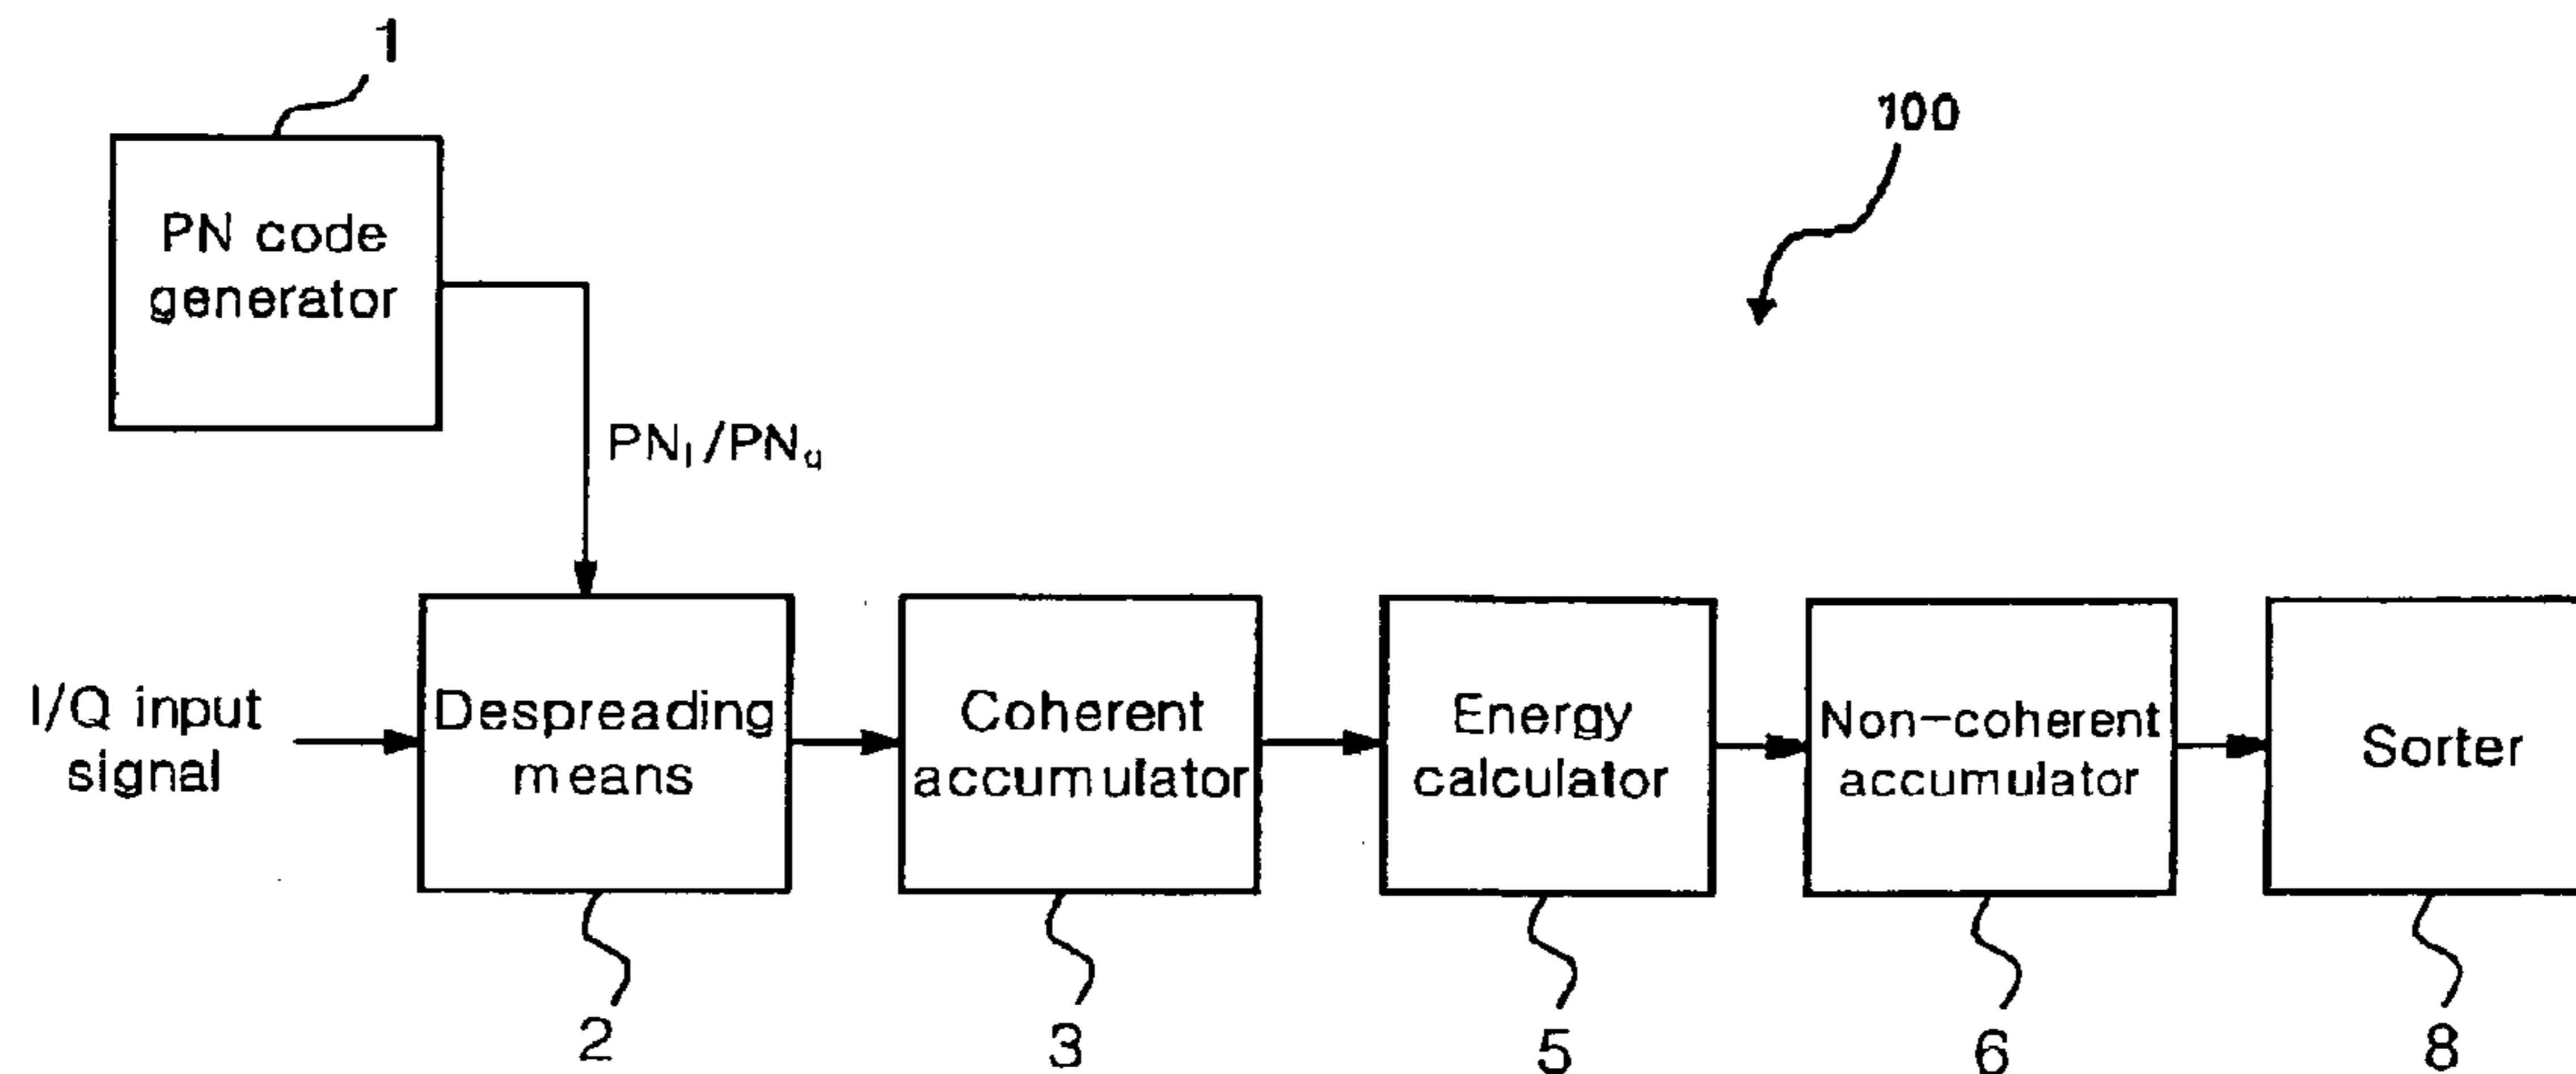 1
100
PN code
generator
PNI/PNq
I/Q input
signal
Despreading
means
Coherent
accumulator
Energy
calculator
Non-coherent
accumulator
Sorter
2
3
5
6
8